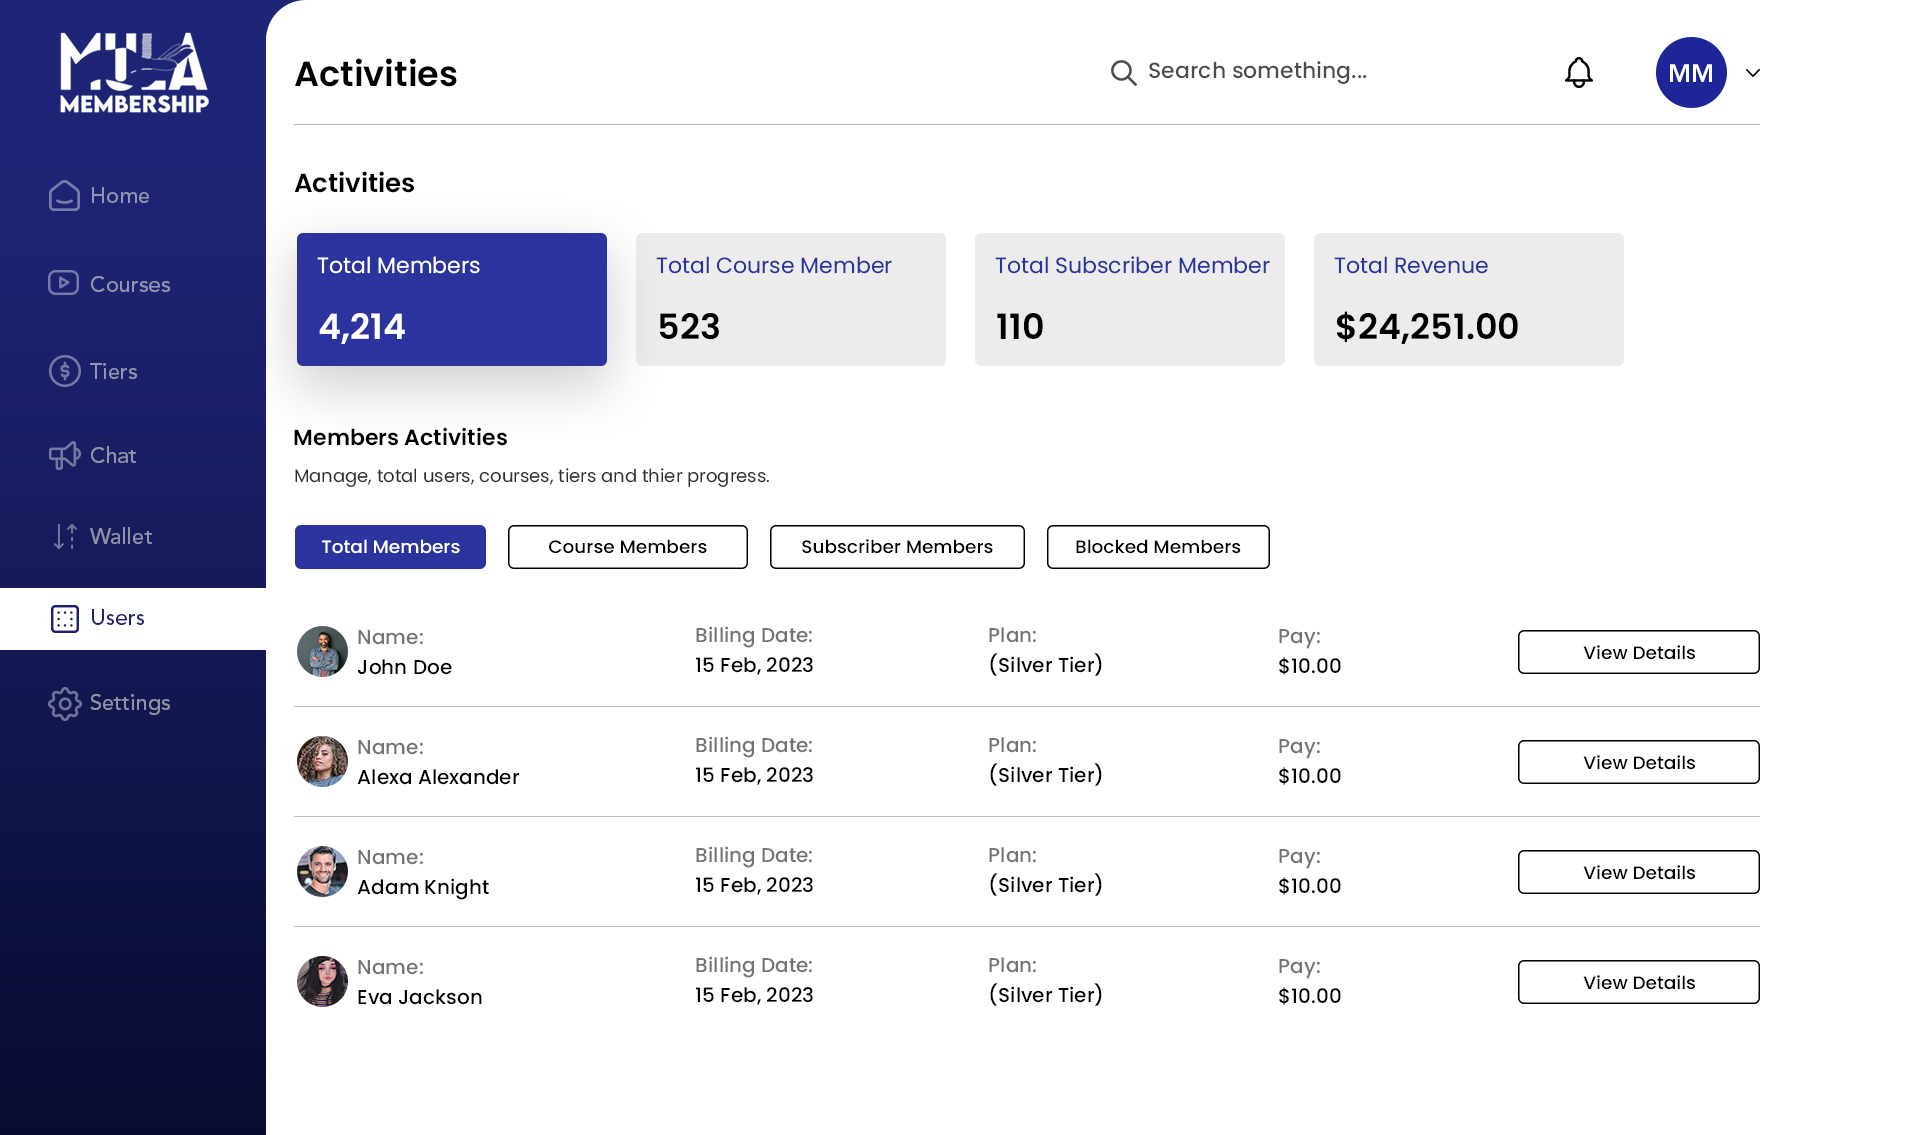 MULA
MEMBERSHIP
Home
Courses
Tiers
Chat
Wallet
Users
Settings
Activities
Search something...
MM
Activities
Total Members
4,214
Total Course Member
523
Total Subscriber Member
110
Total Revenue
$24,251.00
Members Activities
Manage, total users, courses, tiers and thier progress.
Total Members
Course Members
Subscriber Members
Blocked Members
Name:
John Doe
Billing Date:
15 Feb, 2023
Plan:
(Silver Tier)
Pay:
$10.00
View Details
Name:
Alexa Alexander
Billing Date:
15 Feb, 2023
Plan:
(Silver Tier)
Pay:
$10.00
View Details
Name:
Adam Knight
Billing Date:
15 Feb, 2023
Plan:
(Silver Tier)
Pay:
$10.00
View Details
Name:
Eva Jackson
Billing Date:
15 Feb, 2023
Plan:
(Silver Tier)
Pay:
$10.00
View Details